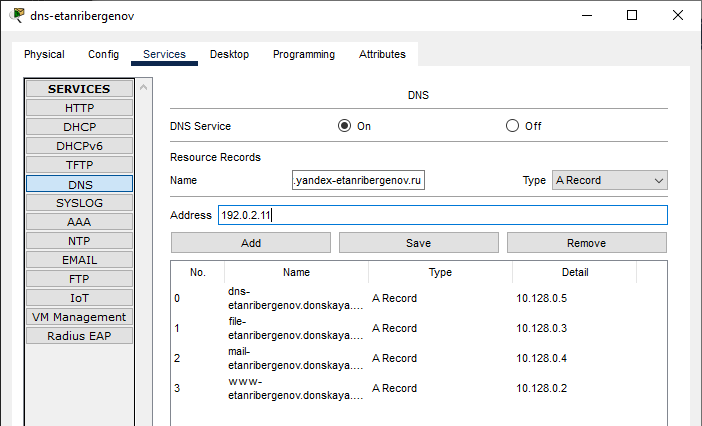 dns-etanribergenov
Physical Config Services Desktop Programming Attributes
SERVICES
HTTP
DHCP
DHCPv6
TFTP
DNS
SYSLOG
AAA
NTP
EMAIL
FTP
IoT
VM Management
Radius EAP
DNS
DNS Service On Off
Resource Records
Name .yandex-etanribergenov.ru Type A Record
Address 192.0.2.11
Add Save Remove
No. Name Type Detail
0 dns-
etanribergenov.donskaya.... A Record 10.128.0.5
1 file-
etanribergenov.donskaya.... A Record 10.128.0.3
2 mail-
etanribergenov.donskaya.... A Record 10.128.0.4
3 www-
etanribergenov.donskaya.... A Record 10.128.0.2